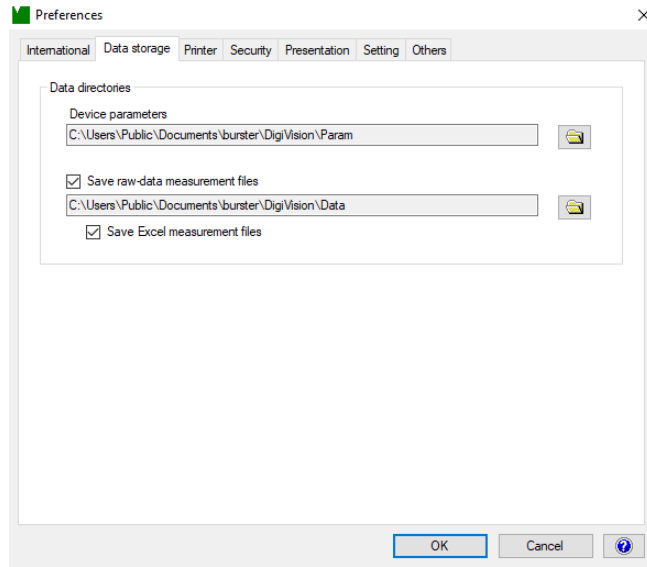 Preferences
International Data storage Printer Security Presentation Setting Others
Data directories
Device parameters
C:\Users\Public\Documents\burster\DigiVision\Param
Save raw-data measurement files
C:\Users\Public\Documents\burster\DigiVision\Data
Save Excel measurement files
OK Cancel ?